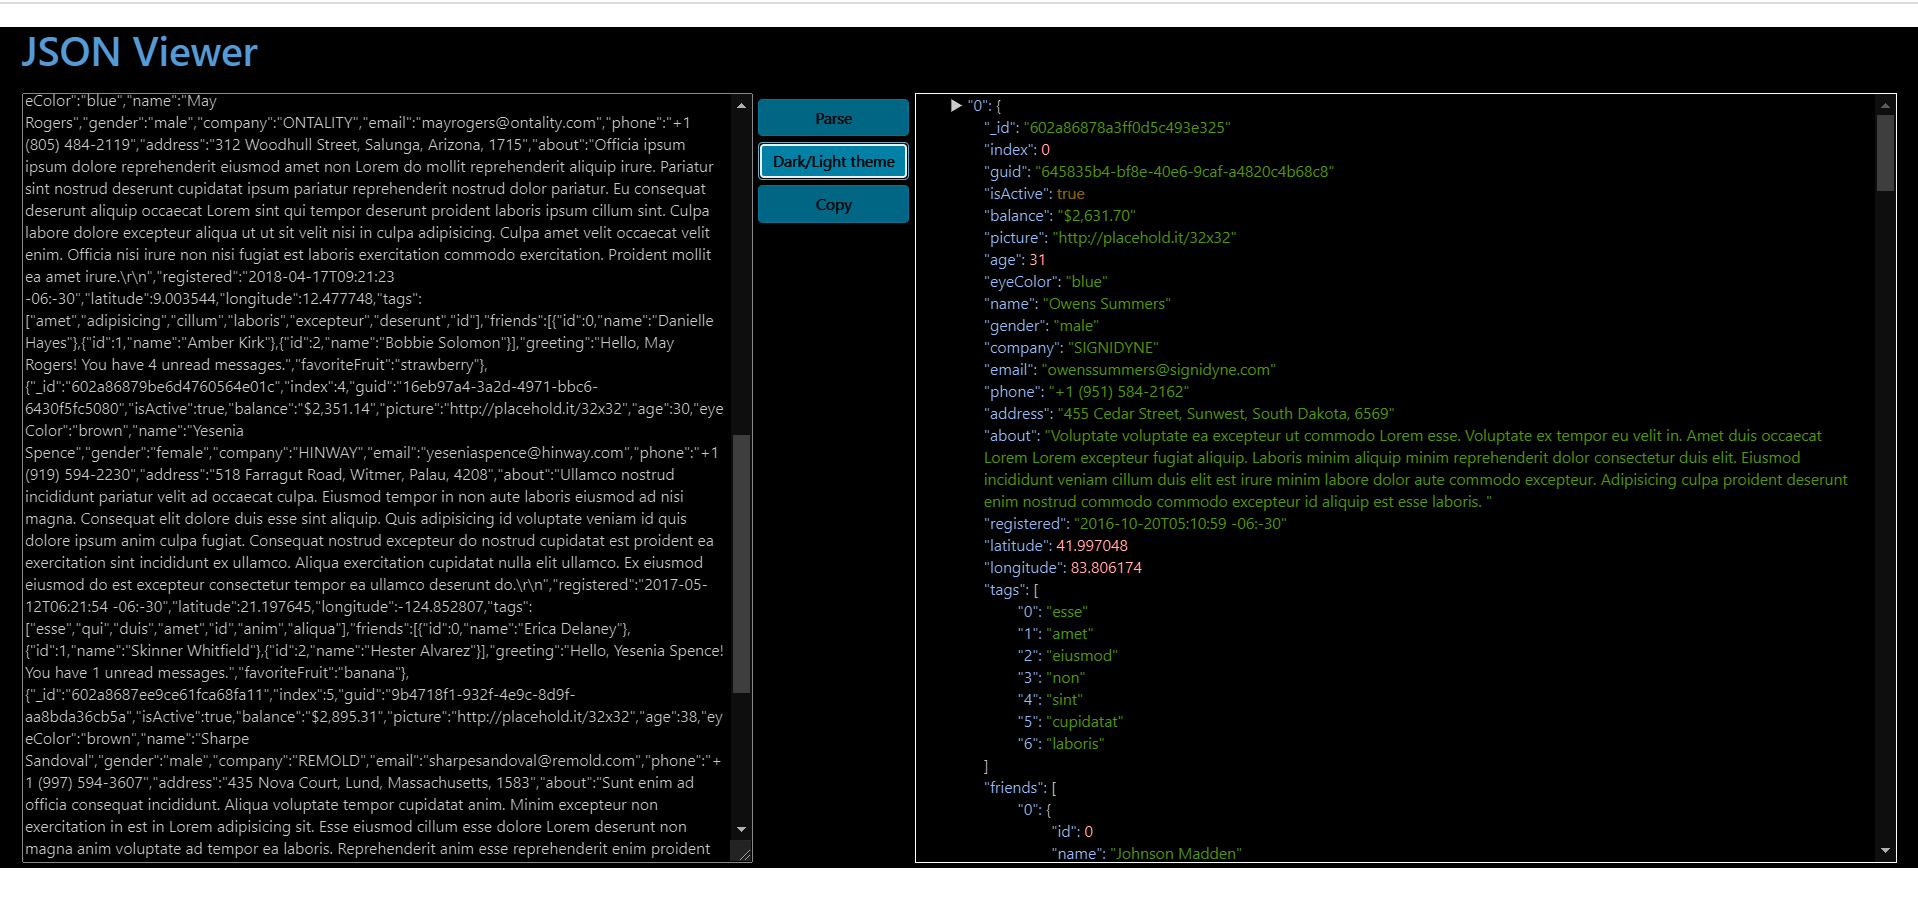 JSON Viewer
eColor":"blue","name":"May
Rogers","gender":"male","company":"ONTALITY","email":"mayrogers@ontality.com","phone":"+1
(805) 484-2119","address":"312 Woodhull Street, Salunga, Arizona, 1715","about":"Officia ipsum
ipsum dolore reprehenderit eiusmod amet non Lorem do mollit reprehenderit aliquip irure. Pariatur
sint nostrud deserunt cupidatat ipsum pariatur reprehenderit nostrud dolor pariatur. Eu consequat
deserunt aliquip occaecat Lorem sint qui tempor deserunt proident laboris ipsum cillum sint. Culpa
labore dolore excepteur aliqua ut ut sit velit nisi in culpa adipisicing. Culpa amet velit occaecat velit
enim. Officia nisi irure non nisi fugiat est laboris exercitation commodo exercitation. Proident mollit
ea amet irure.\r\n","registered":"2018-04-17T09:21:23
-06:-30","latitude":9.003544,"longitude":12.477748,"tags":
["amet","adipisicing","cillum","laboris","excepteur","deserunt","id"],"friends":[{"id":0,"name":"Danielle
Hayes"},{"id":1,"name":"Amber Kirk"},{"id":2,"name":"Bobbie Solomon"}],"greeting":"Hello, May
Rogers! You have 4 unread messages.","favoriteFruit":"strawberry"},
{"_id":"602a86879be6d4760564e01c","index":4,"guid":"16eb97a4-3a2d-4971-bbc6-
6430f5fc5080","isActive":true,"balance":"$2,351.14","picture":"http://placehold.it/32x32","age":30,"eye
Color":"brown","name":"Yesenia
Spence","gender":"female","company":"HINWAY","email":"yeseniaspence@hinway.com","phone":"+1
(919) 594-2230","address":"518 Farragut Road, Witmer, Palau, 4208","about":"Ullamco nostrud
incididunt pariatur velit ad occaecat culpa. Eiusmod tempor in non aute laboris eiusmod ad nisi
magna. Consequat elit dolore duis esse sint aliquip. Quis adipisicing id voluptate veniam id quis
dolore ipsum anim culpa fugiat. Consequat nostrud excepteur do nostrud cupidatat est proident ea
exercitation sint incididunt ex ullamco. Aliqua exercitation cupidatat nulla elit ullamco. Ex eiusmod
eiusmod do est excepteur consectetur tempor ea ullamco deserunt do.\r\n","registered":"2017-05-
12T06:21:54 -06:-30","latitude":21.197645,"longitude":-124.852807,"tags":
["esse","qui","duis","amet","id","anim","aliqua"],"friends":[{"id":0,"name":"Erica Delaney"},
{"id":1,"name":"Skinner Whitfield"},{"id":2,"name":"Hester Alvarez"}],"greeting":"Hello, Yesenia Spence!
You have 1 unread messages.","favoriteFruit":"banana"},
{"_id":"602a8687ee9ce61fca68fa11","index":5,"guid":"9b4718f1-932f-4e9c-8d9f-
aa8bda36cb5a","isActive":true,"balance":"$2,895.31","picture":"http://placehold.it/32x32","age":38,"ey
eColor":"brown","name":"Sharpe
Sandoval","gender":"male","company":"REMOLD","email":"sharpesandoval@remold.com","phone":"+
1 (997) 594-3607","address":"435 Nova Court, Lund, Massachusetts, 1583","about":"Sunt enim ad
officia consequat incididunt. Aliqua voluptate tempor cupidatat anim. Minim excepteur non
exercitation in est in Lorem adipisicing sit. Esse eiusmod cillum esse dolore Lorem deserunt non
magna anim voluptate ad tempor ea laboris. Reprehenderit anim esse reprehenderit enim proident
Parse
Dark/Light theme
Copy
"0": {
"_id": "602a86878a3ff0d5c493e325"
"index": 0
"guid": "645835b4-bf8e-40e6-9caf-a4820c4b68c8"
"isActive": true
"balance": "$2,631.70"
"picture": "http://placehold.it/32x32"
"age": 31
"eyeColor": "blue"
"name": "Owens Summers"
"gender": "male"
"company": "SIGNIDYNE"
"email": "owenssummers@signidyne.com"
"phone": "+1 (951) 584-2162"
"address": "455 Cedar Street, Sunwest, South Dakota, 6569"
"about": "Voluptate voluptate ea excepteur ut commodo Lorem esse. Voluptate ex tempor eu velit in. Amet duis occaecat
Lorem Lorem excepteur fugiat aliquip. Laboris minim aliquip minim reprehenderit dolor consectetur duis elit. Eiusmod
incididunt veniam cillum duis elit est irure minim labore dolor aute commodo excepteur. Adipisicing culpa proident deserunt
enim nostrud commodo commodo excepteur id aliquip est esse laboris. "
"registered": "2016-10-20T05:10:59 -06:-30"
"latitude": 41.997048
"longitude": 83.806174
"tags": [
"0": "esse"
"1": "amet"
"2": "eiusmod"
"3": "non"
"4": "sint"
"5": "cupidatat"
"6": "laboris"
]
"friends": [
"0": {
"id": 0
"name": "Johnson Madden"